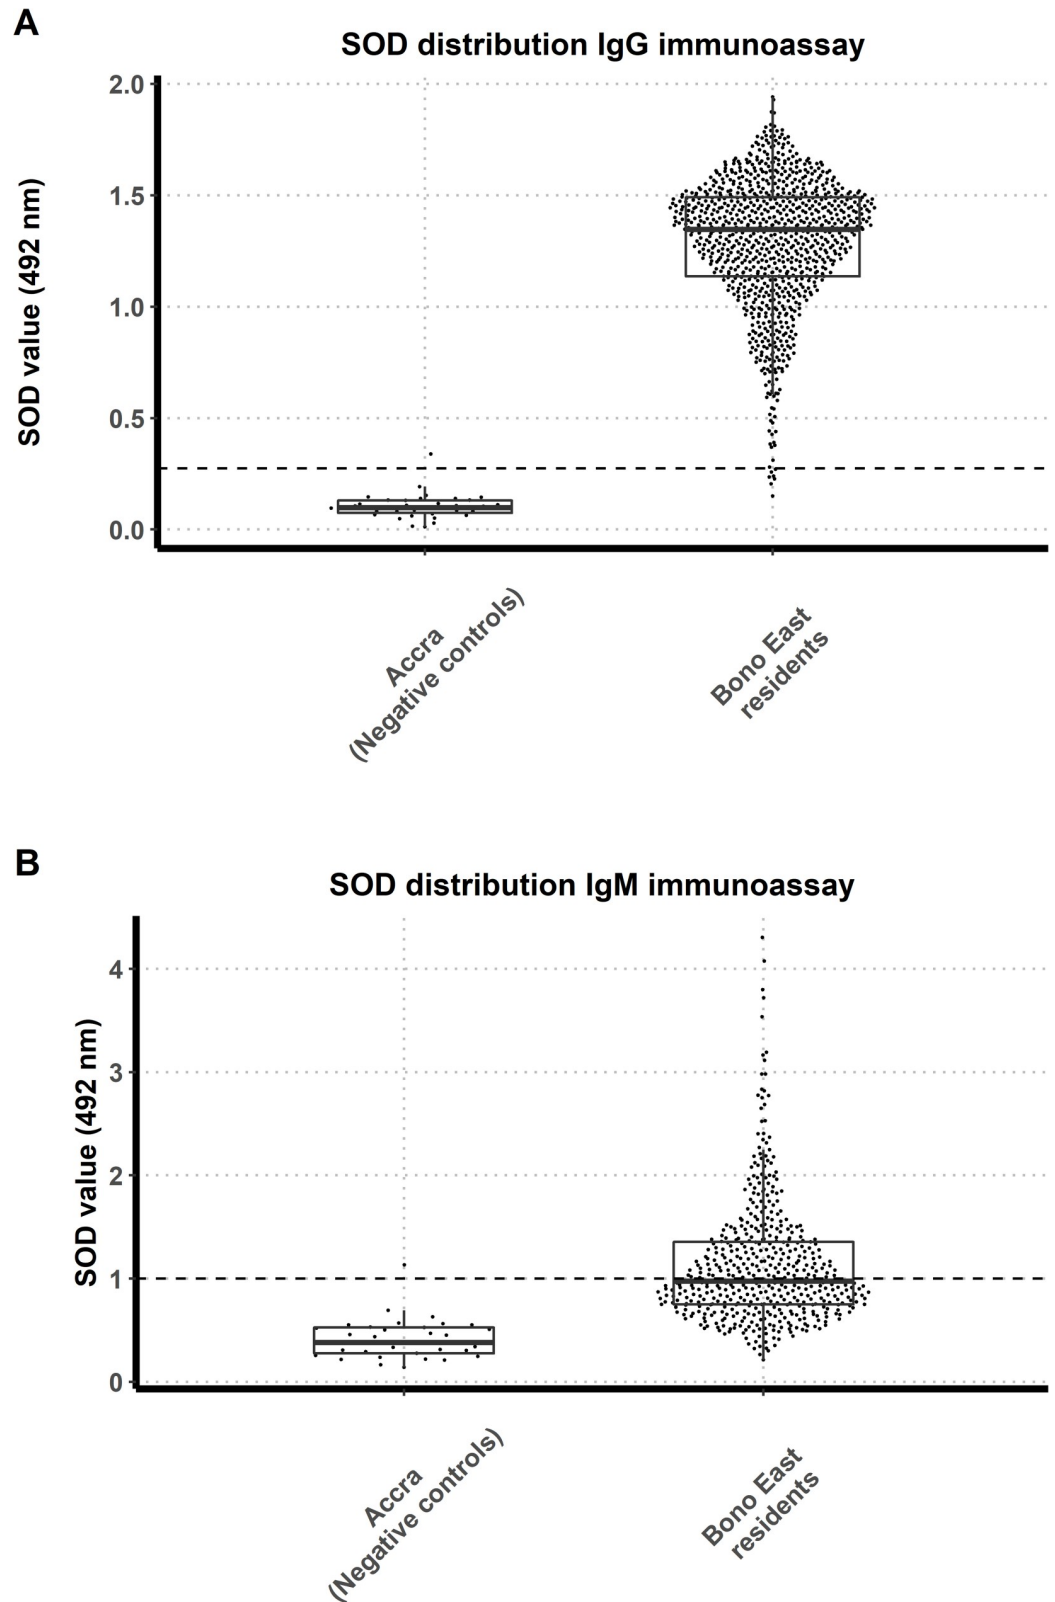 A
SOD distribution IgG immunoassay
SOD value (492 nm)
2.0
1.5
1.0
0.5
0.0
Accra
(Negative controls)
Bono East
residents
B
SOD distribution IgM immunoassay
SOD value (492 nm)
4
3
2
1
0
Accra
(Negative controls)
Bono East
residents